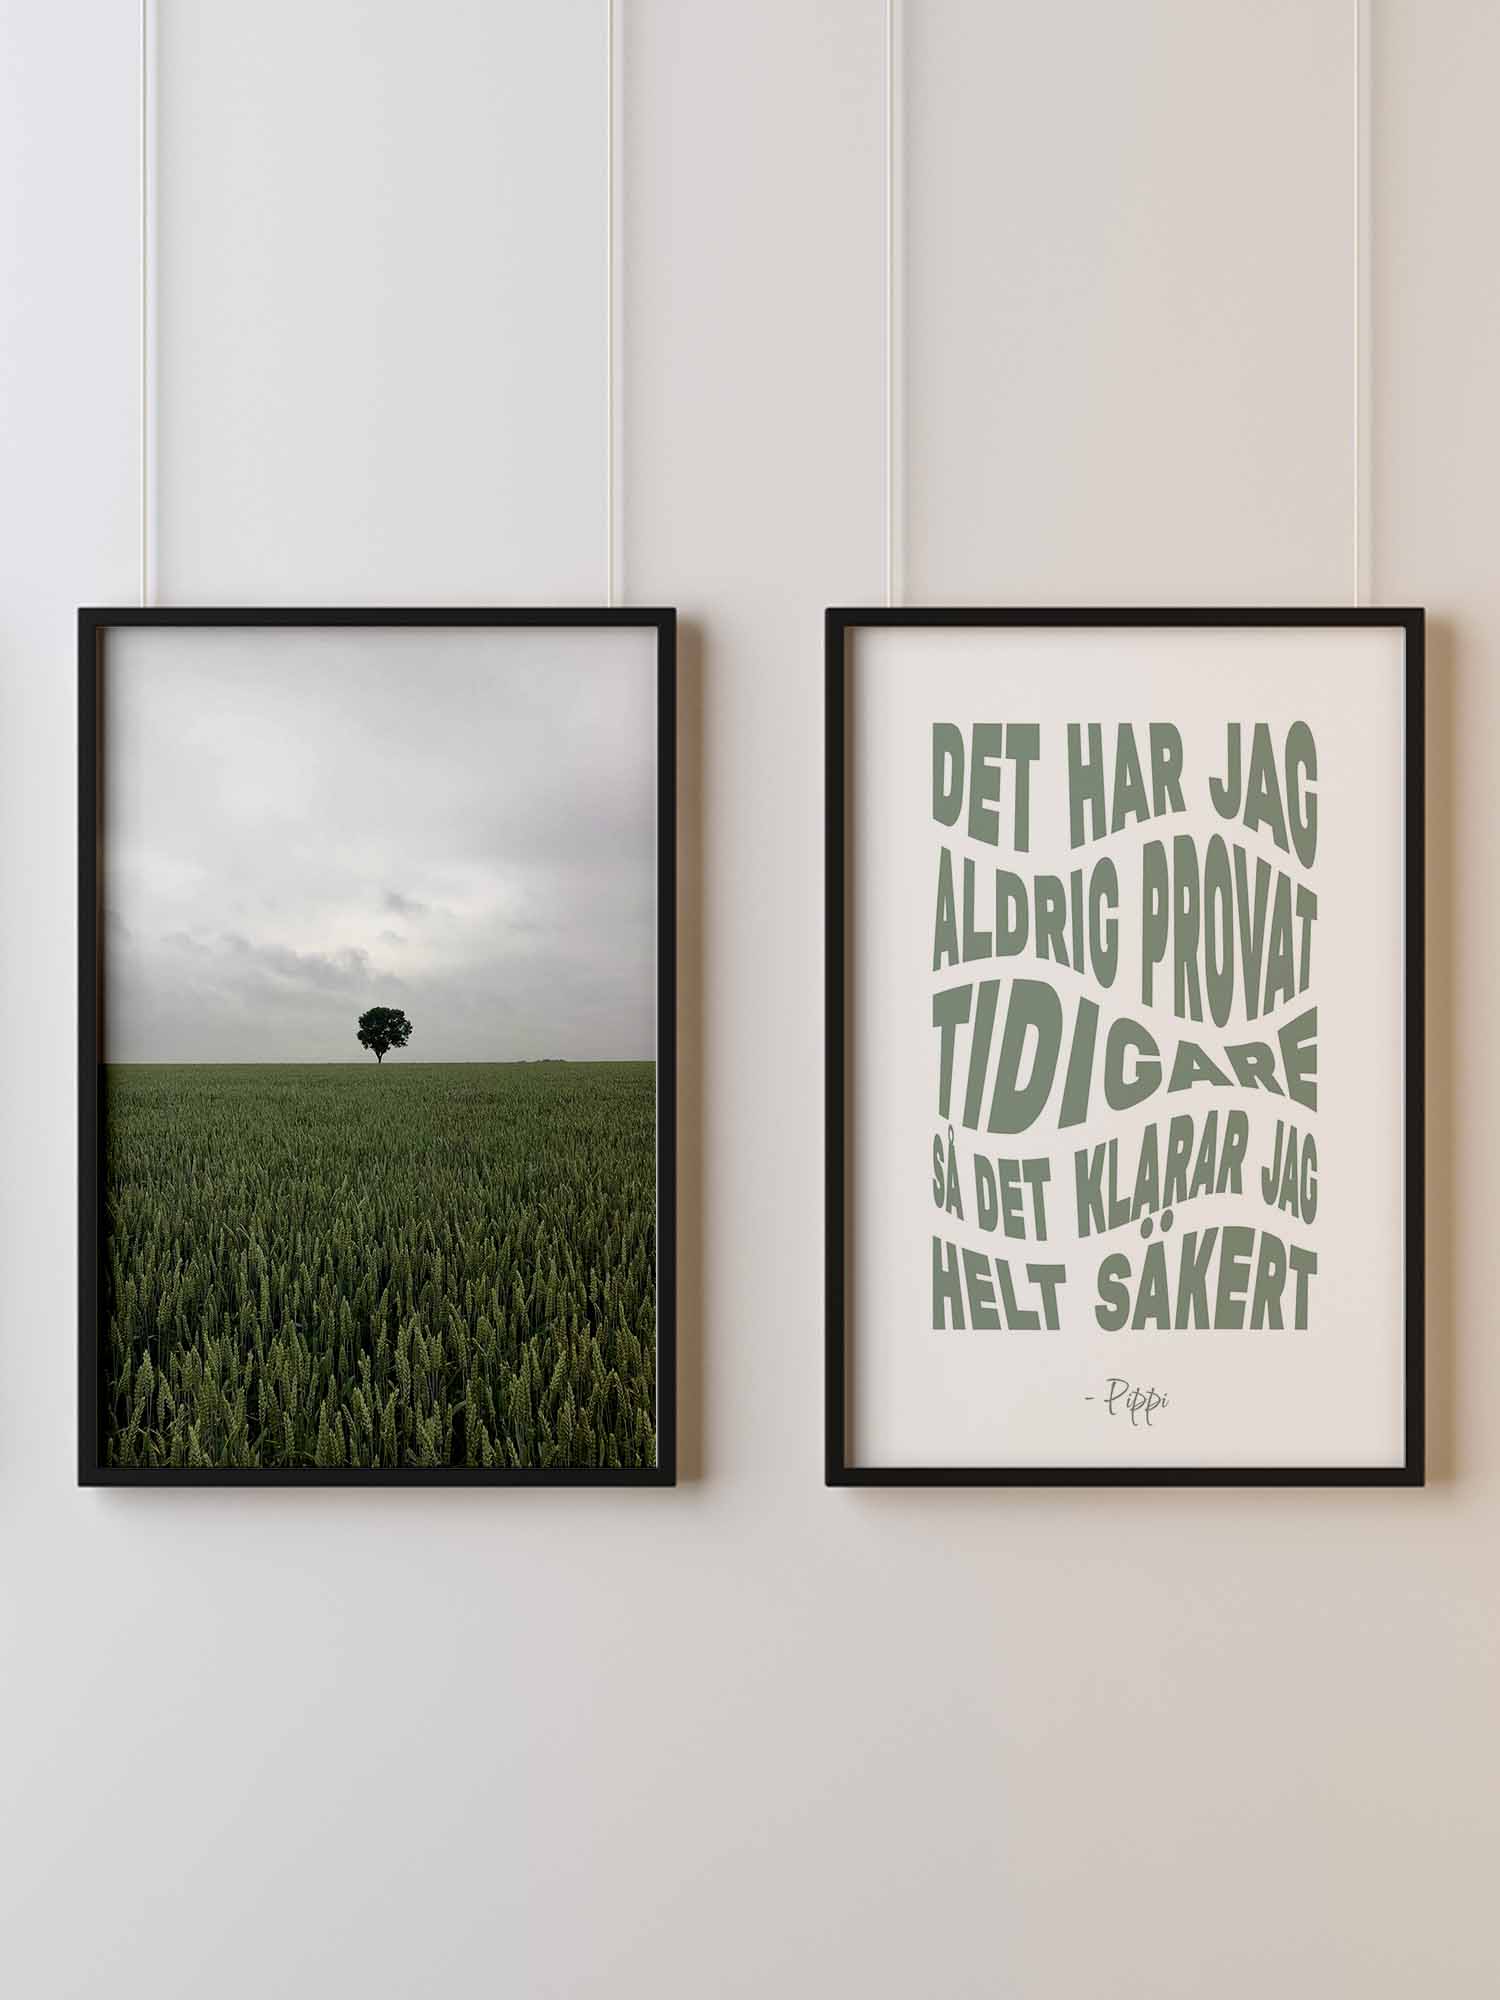 DET HAR JAG
ALDRIG PROVAT
TIDIGARE
SÅ DET KLARAR JAG
HELT SÄKERT
- Pippi